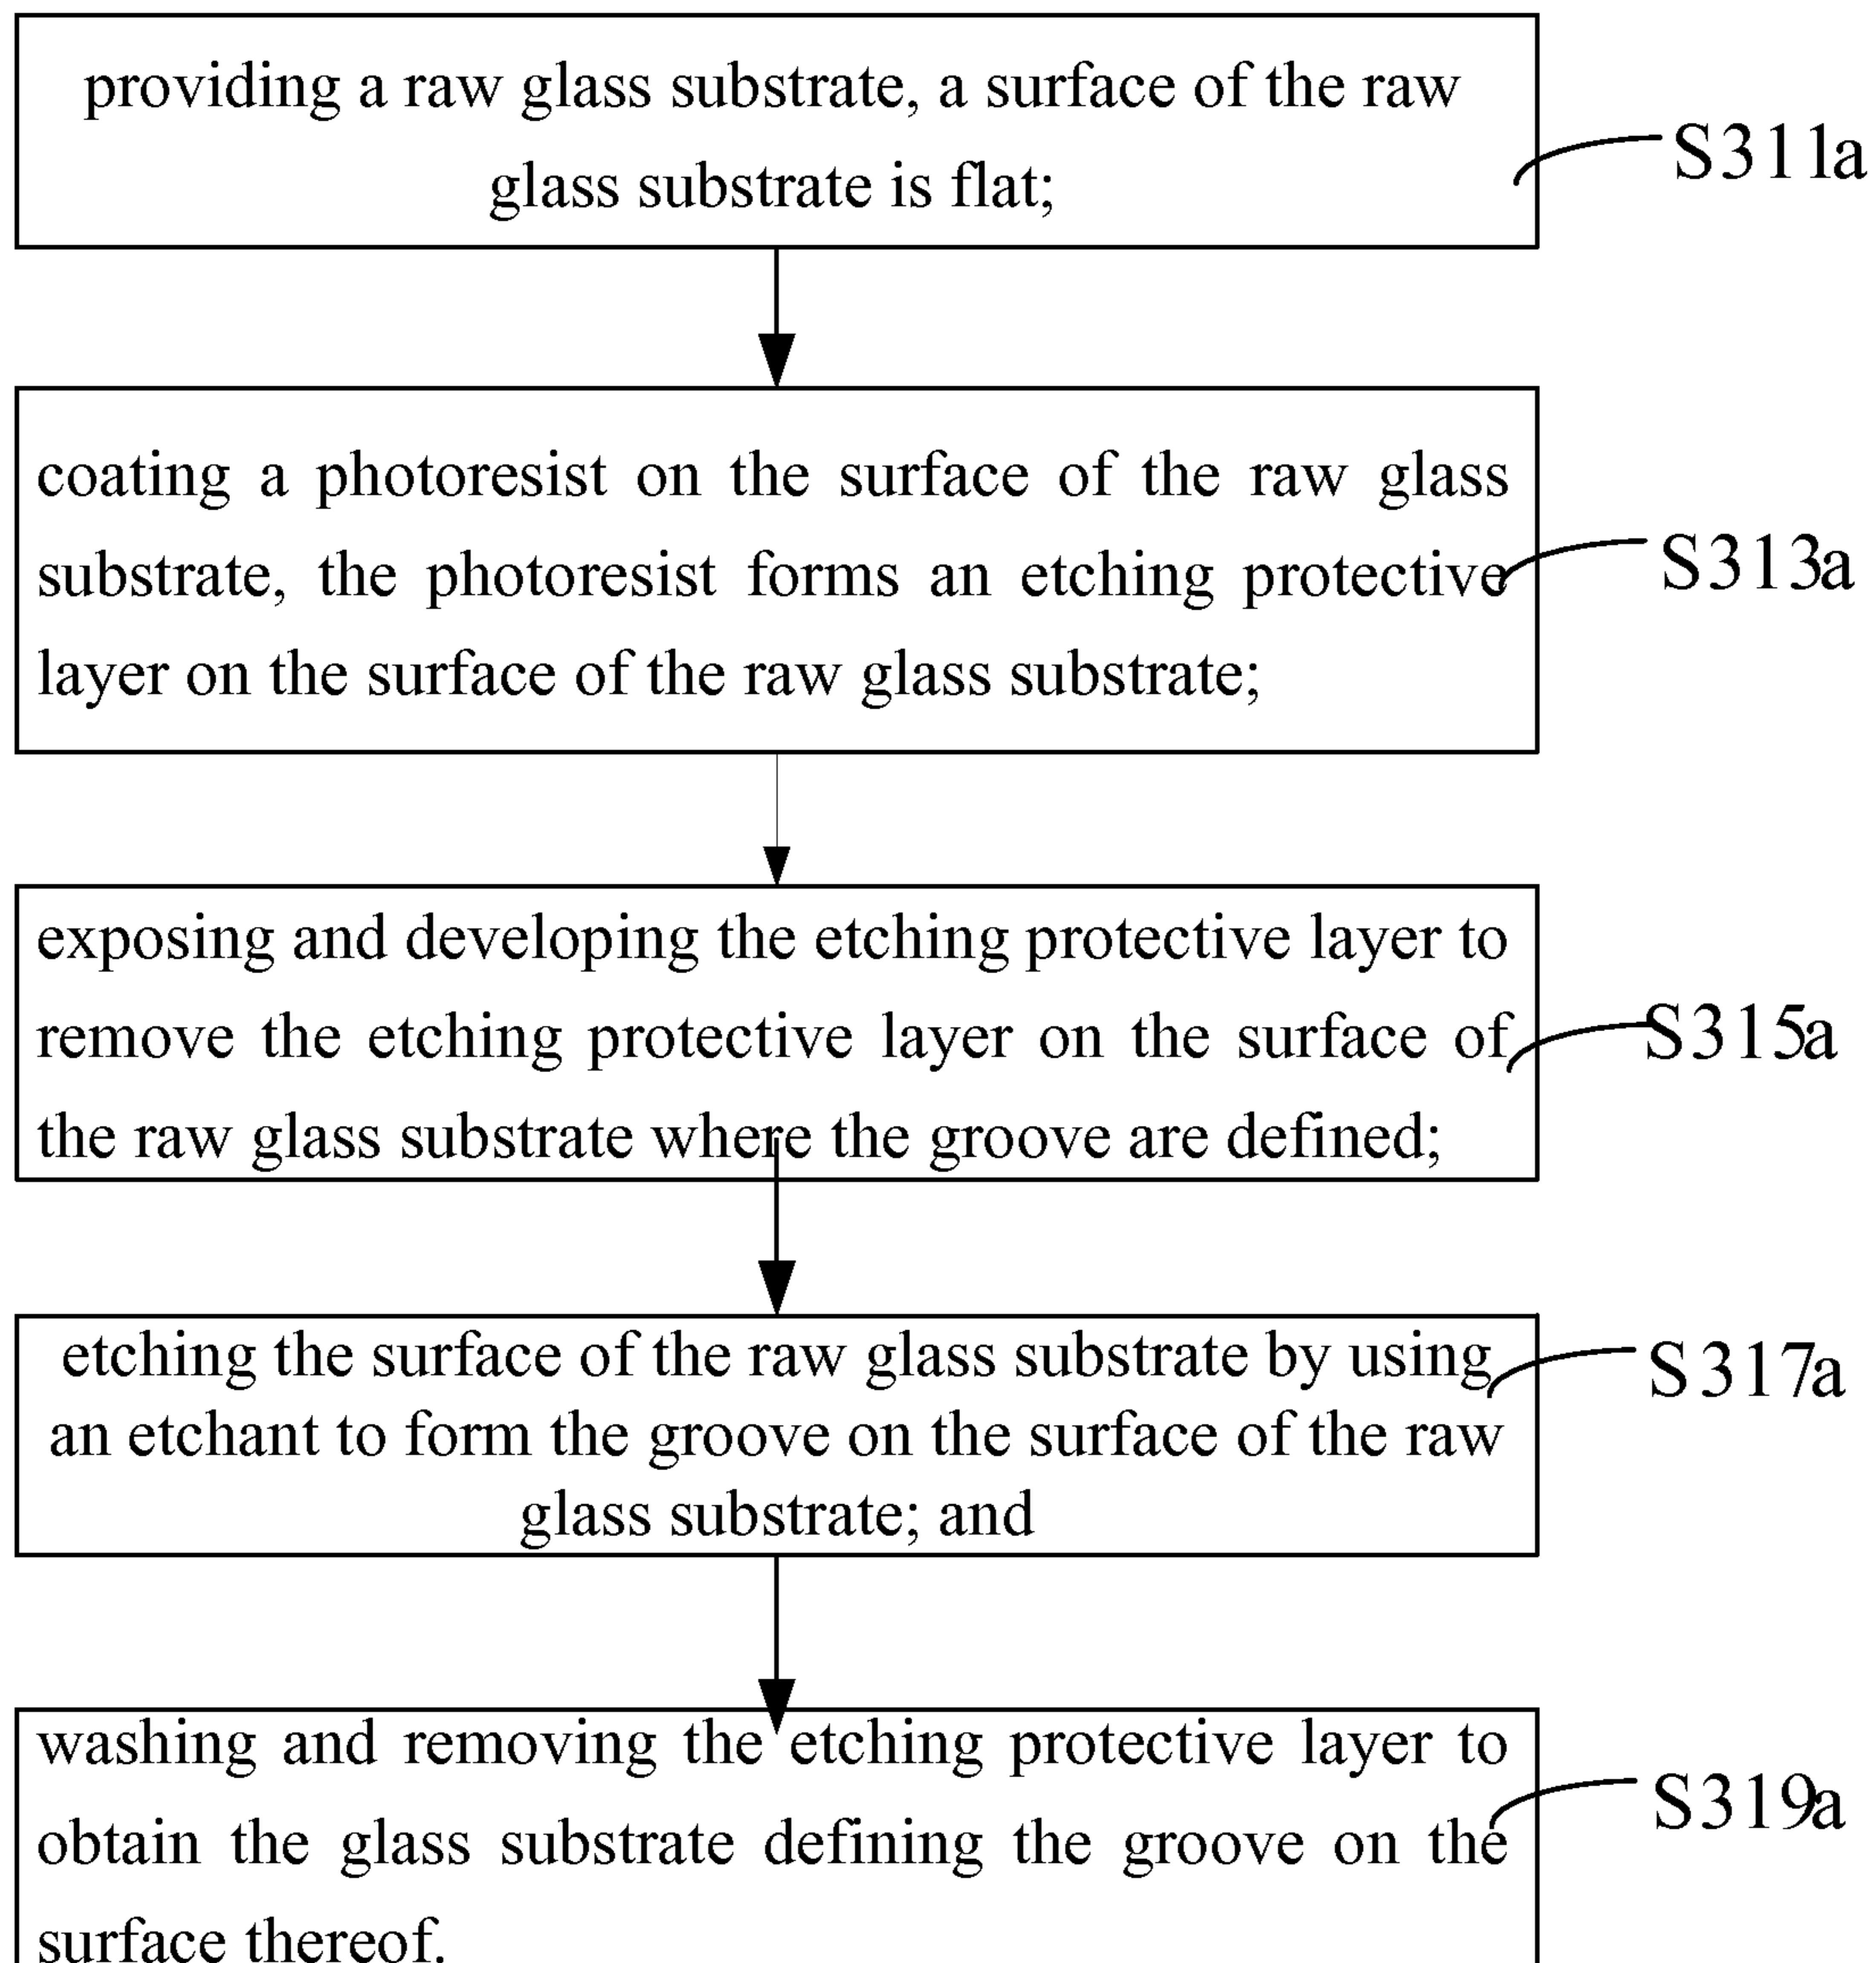 providing a raw glass substrate, a surface of the raw
glass substrate is flat;
S311a
coating a photoresist on the surface of the raw glass
substrate, the photoresist forms an etching protective
layer on the surface of the raw glass substrate;
S313a
exposing and developing the etching protective layer to
remove the etching protective layer on the surface of
the raw glass substrate where the groove are defined;
S315a
etching the surface of the raw glass substrate by using
an etchant to form the groove on the surface of the raw
glass substrate; and
S317a
washing and removing the etching protective layer to
obtain the glass substrate defining the groove on the
surface thereof.
S319a